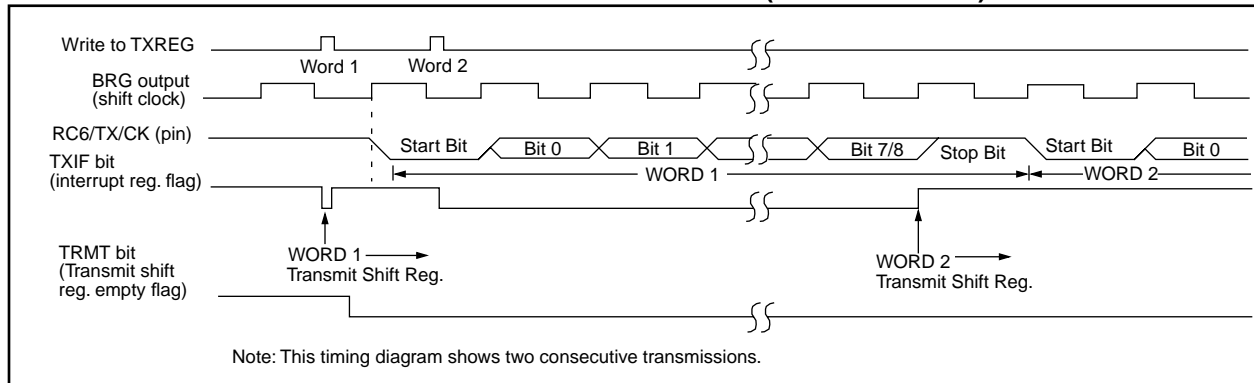 Write to TXREG
Word 1
Word 2
BRG output
(shift clock)
RC6/TX/CK (pin)
Start Bit
Bit 0
Bit 1
Bit 7/8
Stop Bit
Start Bit
Bit 0
TXIF bit
(interrupt reg. flag)
WORD 1
WORD 2
TRMT bit
(Transmit shift
reg. empty flag)
WORD 1
Transmit Shift Reg.
WORD 2
Transmit Shift Reg.
Note: This timing diagram shows two consecutive transmissions.